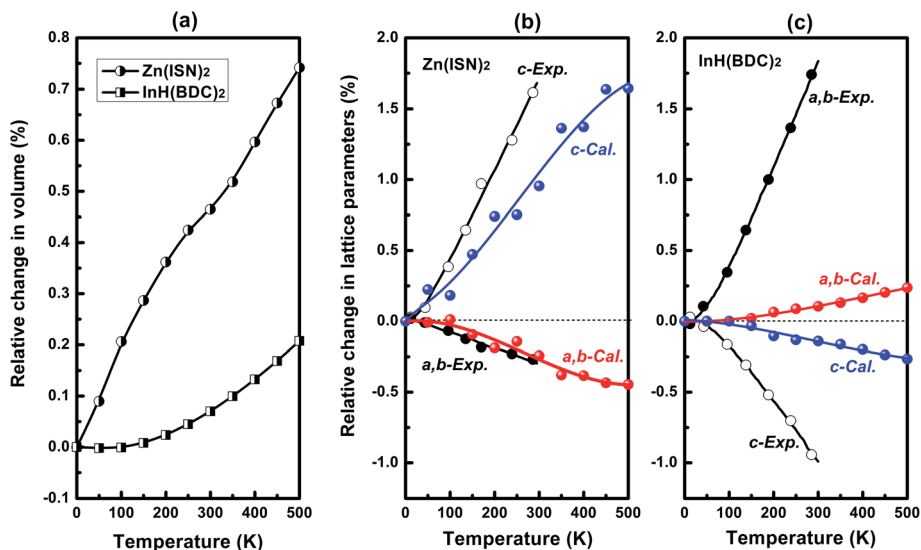 (a)
Relative change in volume (%)
0.8
0.7
0.6
0.5
0.4
0.3
0.2
0.1
0.0
-0.1
Zn(ISN)2
InH(BDC)2
0 100 200 300 400 500
Temperature (K)
(b)
Relative change in lattice parameters (%)
2.0
1.5
1.0
0.5
0.0
-0.5
-1.0
Zn(ISN)2
c-Exp.
c-Cal.
a,b-Exp.
a,b-Cal.
0 100 200 300 400 500
Temperature (K)
(c)
2.0
1.5
1.0
0.5
0.0
-0.5
-1.0
InH(BDC)2
a,b-Exp.
a,b-Cal.
c-Cal.
c-Exp.
0 100 200 300 400 500
Temperature (K)